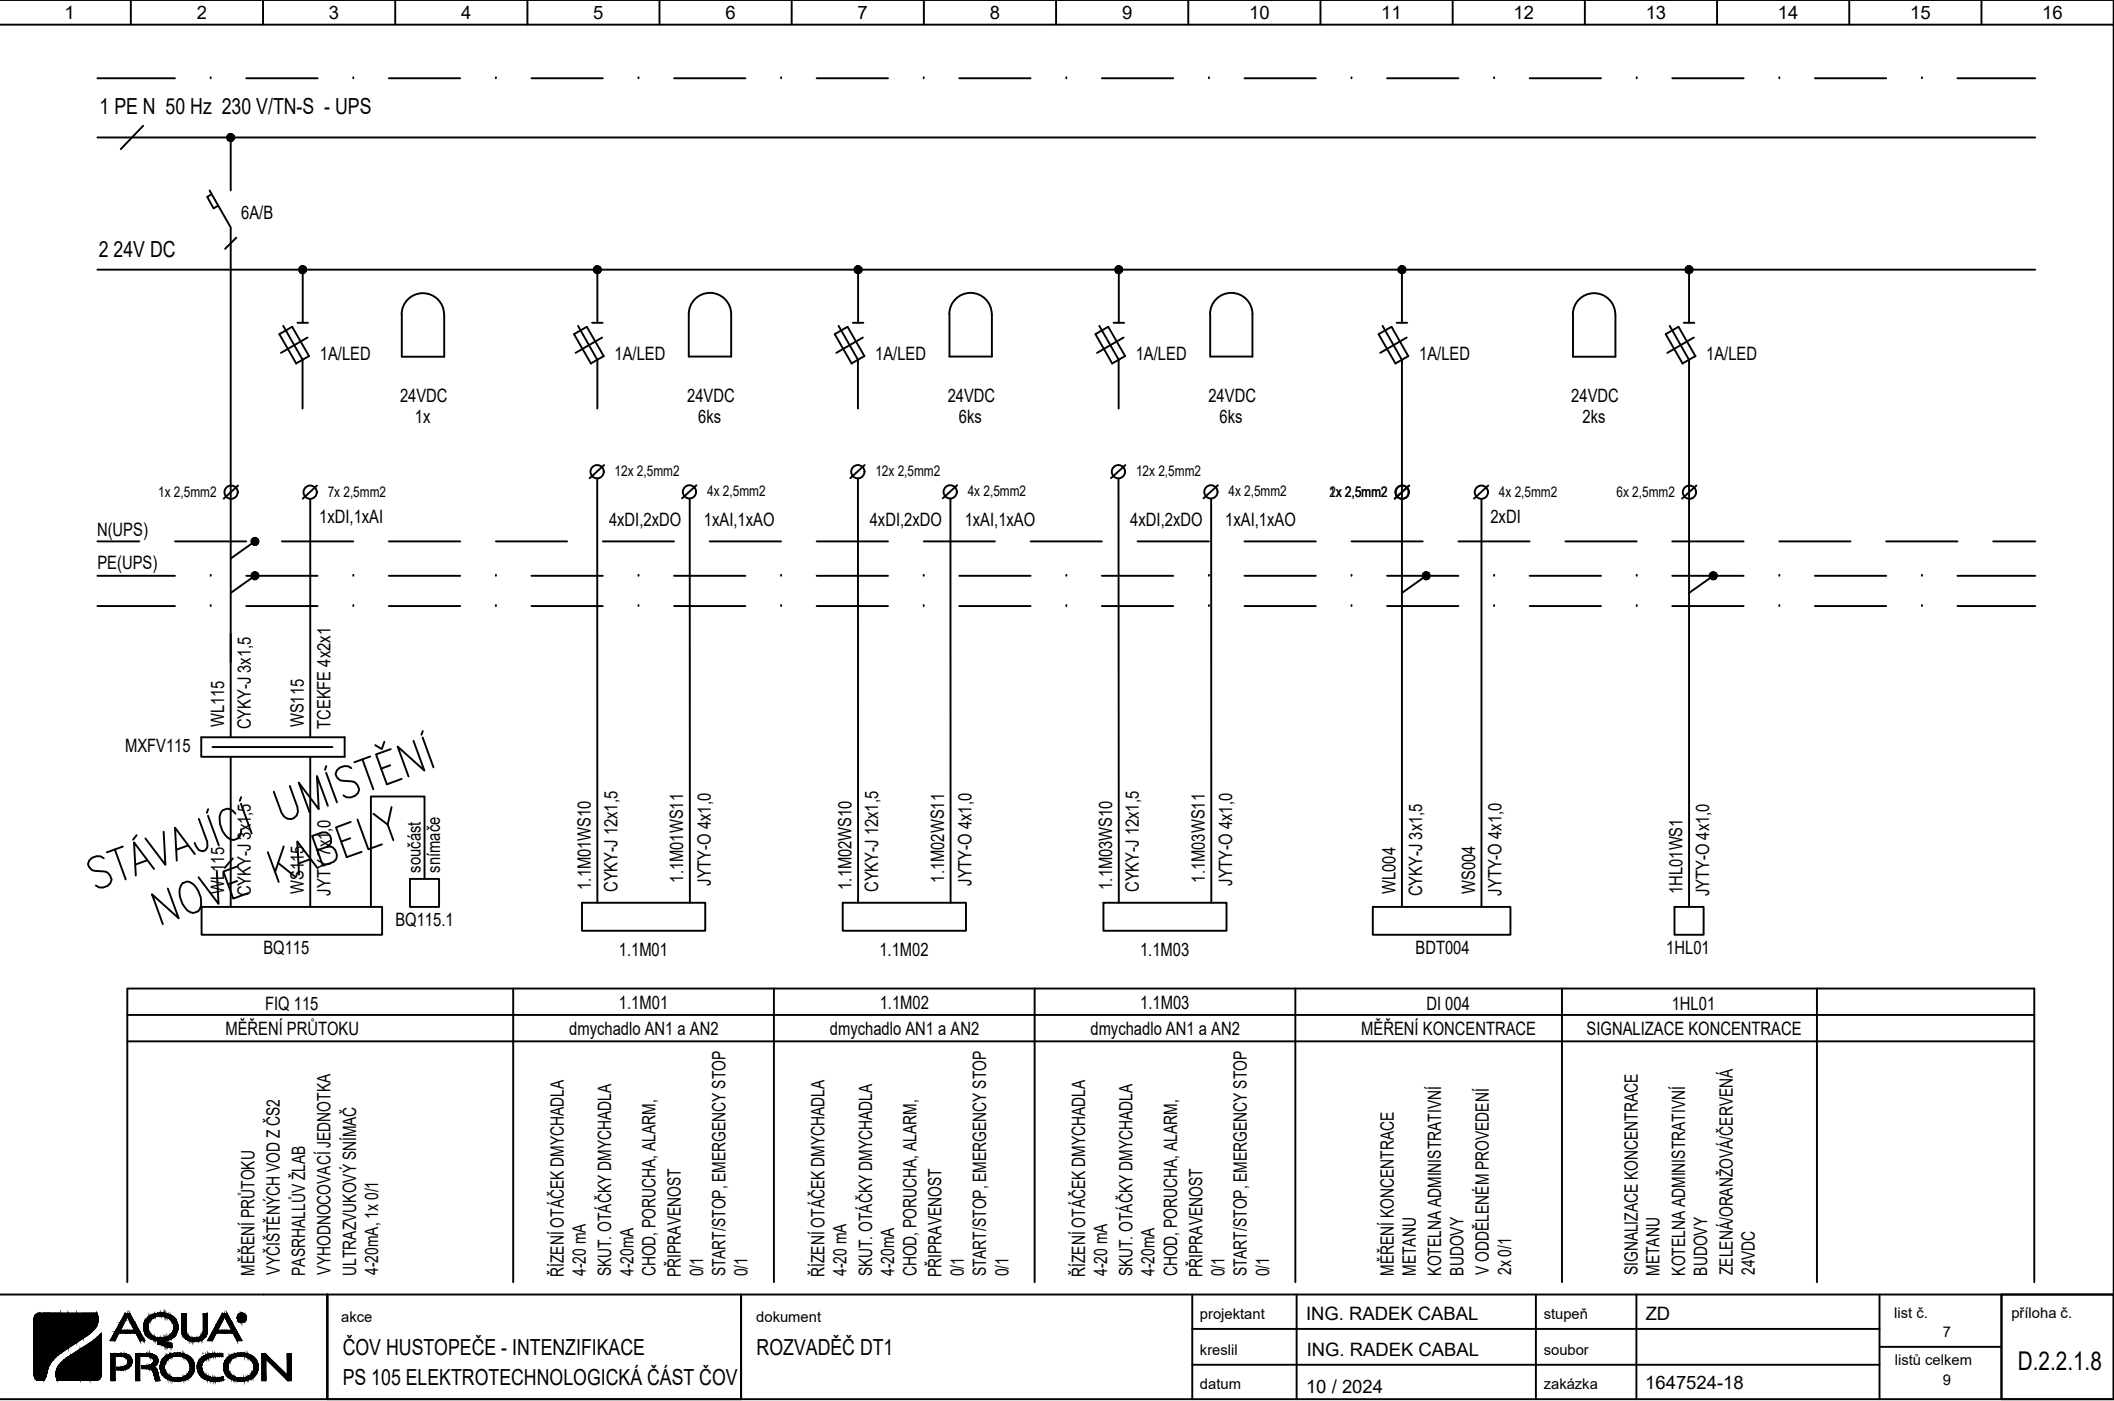 1 2 3 4 5 6 7 8 9 10 11 12 13 14 15 16
1 PE N 50 Hz 230 V/TN-S - UPS
6A/B
2 24V DC
1A/LED 1A/LED 1A/LED 1A/LED 1A/LED 1A/LED
24VDC 24VDC 24VDC 24VDC 24VDC
1x 6ks 6ks 6ks 2ks
12x 2,5mm2 12x 2,5mm2 12x 2,5mm2
1x 2,5mm2 7x 2,5mm2 4x 2,5mm2 4x 2,5mm2 4x 2,5mm2 2,5mm2 4x 2,5mm2 6x 2,5mm2
1xDI,1xAI 4xDI,2xDO 1xAI,1xAO 4xDI,2xDO 1xAI,1xAO 4xDI,2xDO 1xAI,1xAO 2xDI
N(UPS)
PE(UPS)
WL115
CYKY-J 3x1,5
WS115
TCEKFE 4x2x1
MXFV115
STÁVAJÍCÍ UMÍSTĚNÍ
NOVÉ KABELY
WL115
CYKY-J 3x1,5
WS115
JYTY 7x1,0
součást
snímače
1.1M01WS10
CYKY-J 12x1,5
1.1M01WS11
JYTY-O 4x1,0
1.1M02WS10
CYKY-J 12x1,5
1.1M02WS11
JYTY-O 4x1,0
1.1M03WS10
CYKY-J 12x1,5
1.1M03WS11
JYTY-O 4x1,0
WL004
CYKY-J 3x1,5
WS004
JYTY-O 4x1,0
1HL01WS1
JYTY-O 4x1,0
BQ115 BQ115.1 1.1M01 1.1M02 1.1M03 BDT004 1HL01
FIQ 115 1.1M01 1.1M02 1.1M03 DI 004 1HL01
MĚŘENÍ PRŮTOKU dmychadlo AN1 a AN2 dmychadlo AN1 a AN2 dmychadlo AN1 a AN2 MĚŘENÍ KONCENTRACE SIGNALIZACE KONCENTRACE
MĚŘENÍ PRŮTOKU
VYČIŠTĚNÝCH VOD Z ČS2
PASRHALLŮV ŽLAB
VYHODNOCOVACÍ JEDNOTKA
ULTRAZVUKOVÝ SNÍMAČ
4-20mA, 1x 0/1
ŘÍZENÍ OTÁČEK DMYCHADLA
4-20 mA
SKUT. OTÁČKY DMYCHADLA
4-20mA
CHOD, PORUCHA, ALARM,
PŘIPRAVENOST
0/1
START/STOP, EMERGENCY STOP
0/1
ŘÍZENÍ OTÁČEK DMYCHADLA
4-20 mA
SKUT. OTÁČKY DMYCHADLA
4-20mA
CHOD, PORUCHA, ALARM,
PŘIPRAVENOST
0/1
START/STOP, EMERGENCY STOP
0/1
ŘÍZENÍ OTÁČEK DMYCHADLA
4-20 mA
SKUT. OTÁČKY DMYCHADLA
4-20mA
CHOD, PORUCHA, ALARM,
PŘIPRAVENOST
0/1
START/STOP, EMERGENCY STOP
0/1
MĚŘENÍ KONCENTRACE
METANU
KOTELNA ADMINISTRATIVNÍ
BUDOVY
V ODDĚLENÉM PROVEDENÍ
2x 0/1
SIGNALIZACE KONCENTRACE
METANU
KOTELNA ADMINISTRATIVNÍ
BUDOVY
ZELENÁ/ORANŽOVÁ/ČERVENÁ
24VDC
AQUA
PROCON
akce
ČOV HUSTOPEČE - INTENZIFIKACE
PS 105 ELEKTROTECHNOLOGICKÁ ČÁST ČOV
dokument
ROZVADĚČ DT1
projektant ING. RADEK CABAL stupeň ZD
kreslil ING. RADEK CABAL soubor
datum 10 / 2024 zakázka 1647524-18
list č.
7
listů celkem
9
příloha č.
D.2.2.1.8